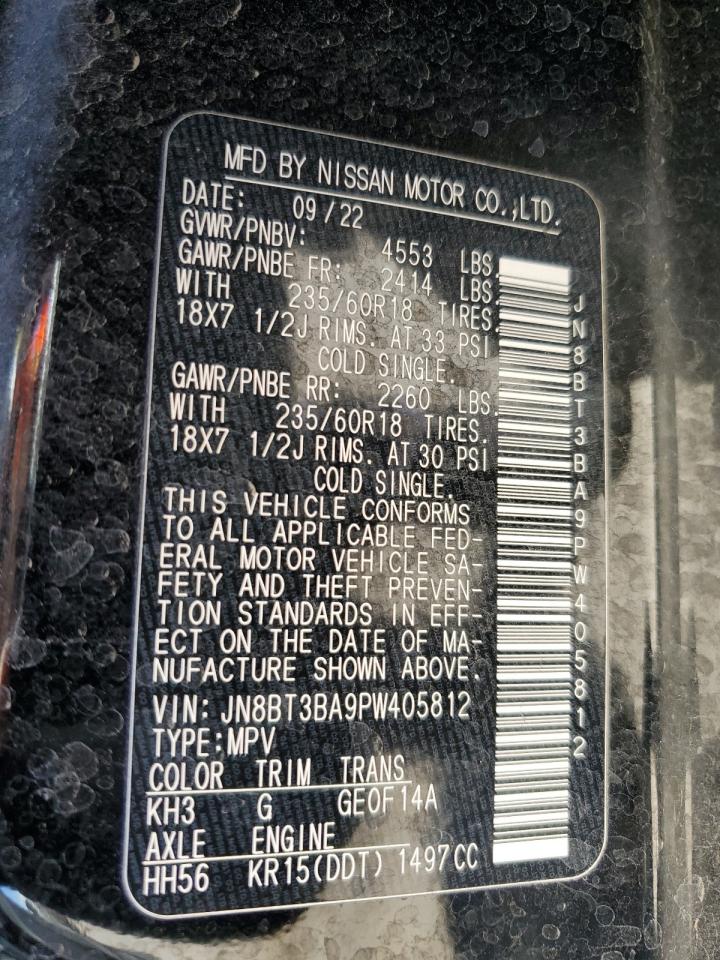 MFD BY NISSAN MOTOR CO.,LTD.
DATE: 09/22
GVWR/PNBV: 4553 LBS.
GAWR/PNBE FR: 2414 LBS.
WITH 235/60R18 TIRES.
18X7 1/2J RIMS. AT 33 PSI
COLD SINGLE.
GAWR/PNBE RR: 2260 LBS.
WITH 235/60R18 TIRES.
18X7 1/2J RIMS. AT 30 PSI
COLD SINGLE.
THIS VEHICLE CONFORMS
TO ALL APPLICABLE FED-
ERAL MOTOR VEHICLE SA-
FETY AND THEFT PREVEN-
TION STANDARDS IN EFF-
ECT ON THE DATE OF MA-
NUFACTURE SHOWN ABOVE.
VIN: JN8BT3BA9PW405812
TYPE:MPV
COLOR TRIM TRANS
KH3 G GE0F14A
AXLE ENGINE
HH56 KR15(DDT) 1497CC
JN8BT3BA9PW405812